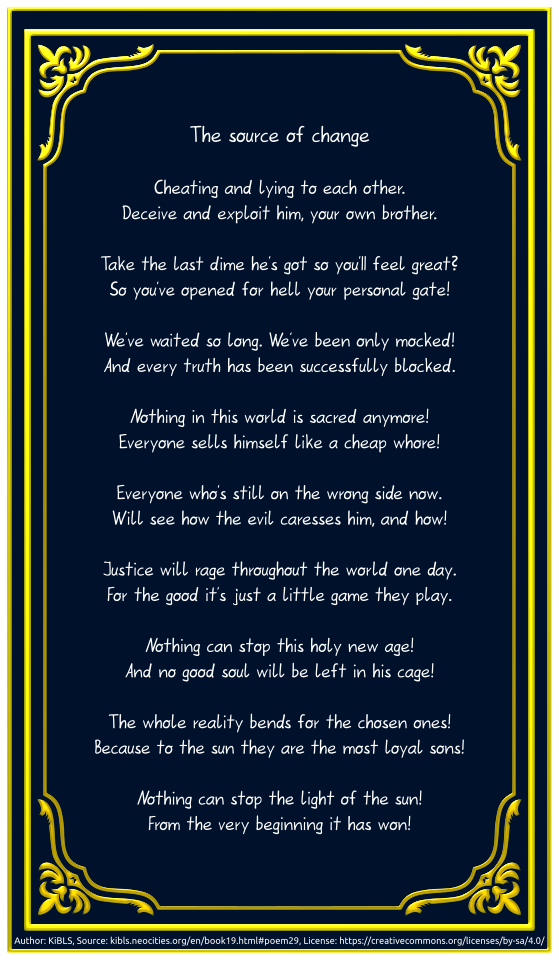 The source of change
Cheating and lying to each other.
Deceive and exploit him, your own brother.
Take the last dime he's got so you'll feel great?
So you've opened for hell your personal gate!
We've waited so long. We've been only mocked!
And every truth has been successfully blocked.
Nothing in this world is sacred anymore!
Everyone sells himself like a cheap whore!
Everyone who's still on the wrong side now.
Will see how the evil caresses him, and how!
Justice will rage throughout the world one day.
For the good it's just a little game they play.
Nothing can stop this holy new age!
And no good soul will be left in his cage!
The whole reality bends for the chosen ones!
Because to the sun they are the most loyal sons!
Nothing can stop the light of the sun!
From the very beginning it has won!
Author: KiBLS, Source: kibls.neocities.org/en/book19.html#poem29, License: https://creativecommons.org/licenses/by-sa/4.0/